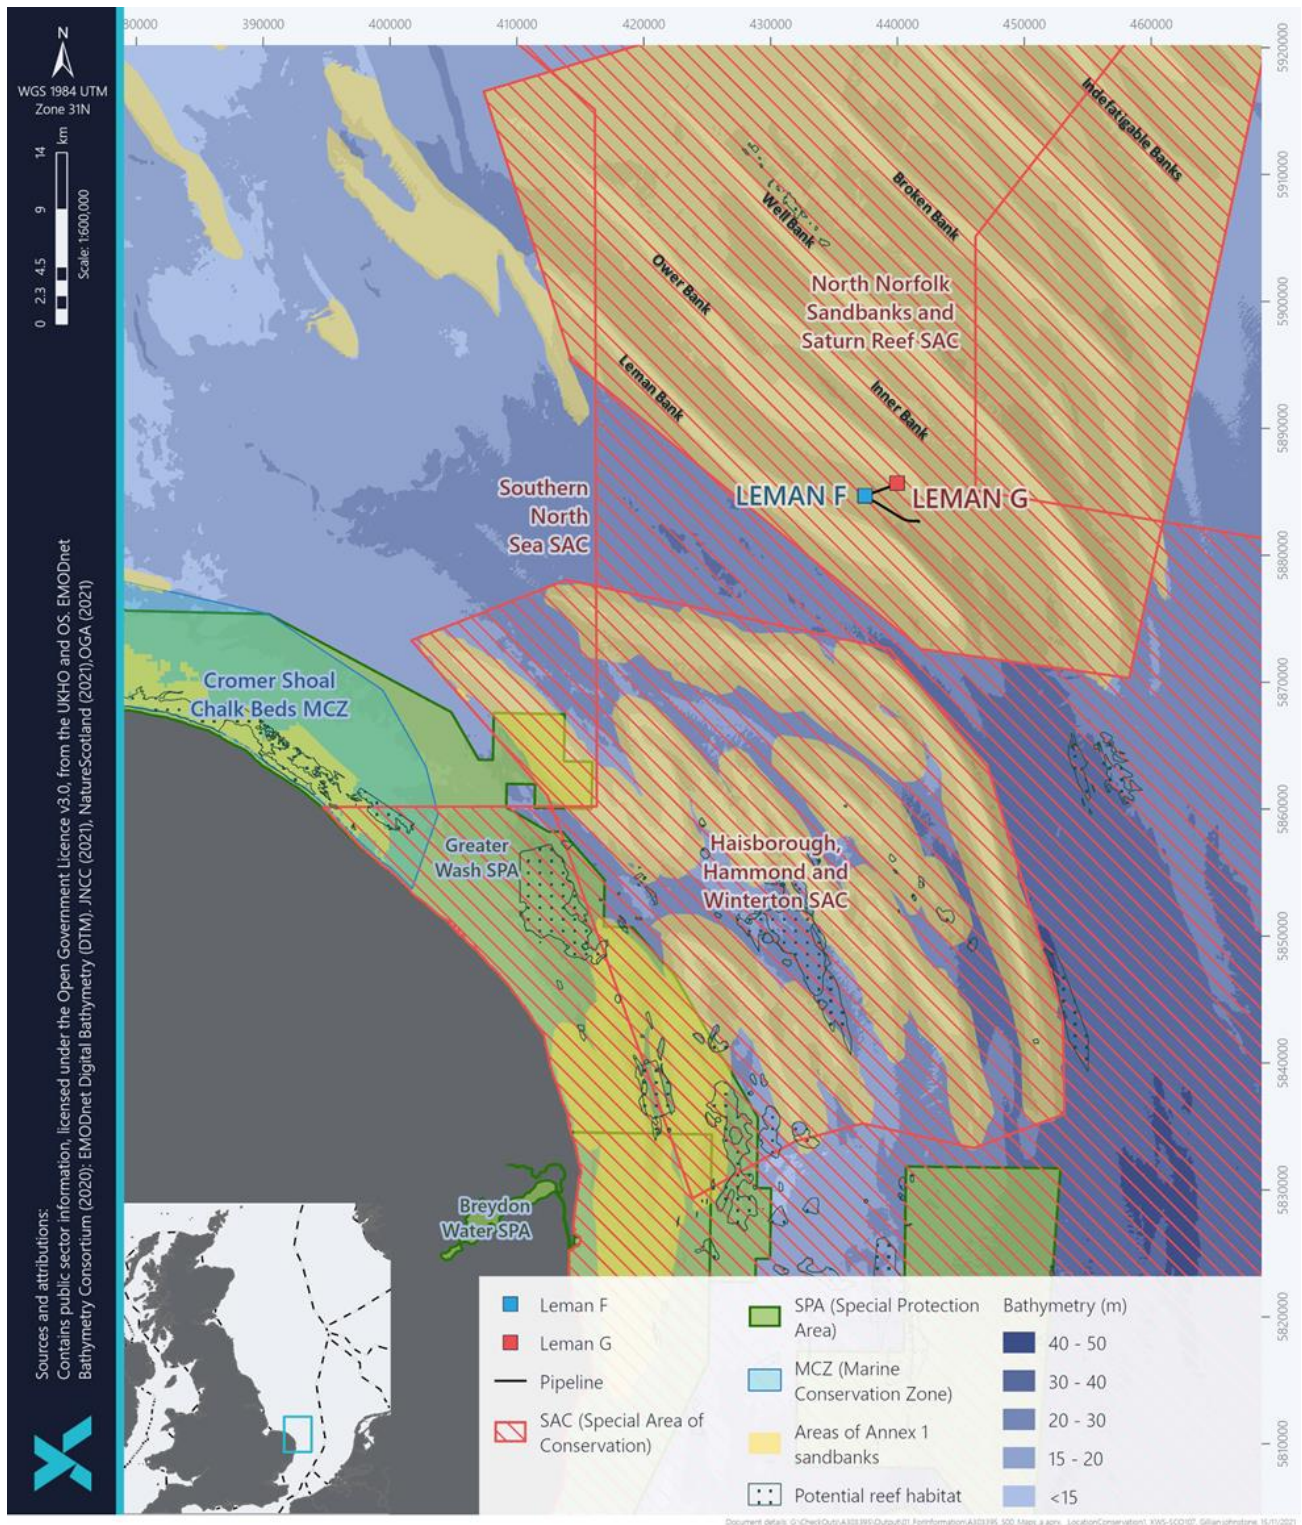 80000
390000
400000
410000
420000
430000
440000
450000
460000
5920000
5910000
5900000
5890000
5880000
5870000
5860000
5850000
5840000
5830000
5820000
5810000
N
WGS 1984 UTM
Zone 31N
0 2.3 4.5 9 14 km
Scale: 1:600,000
Sources and attributions:
Contains public sector information, licensed under the Open Government Licence v3.0, from the UKHO and OS. EMODnet
Bathymetry Consortium (2020): EMODnet Digital Bathymetry (DTM). JNCC (2021), NatureScotland (2021),OGA (2021)
Indefatigable Banks
Broken Bank
Well Bank
Ower Bank
North Norfolk
Sandbanks and
Saturn Reef SAC
Leman Bank
Inner Bank
Southern
North
Sea SAC
LEMAN F
LEMAN G
Cromer Shoal
Chalk Beds MCZ
Greater
Wash SPA
Haisborough,
Hammond and
Winterton SAC
Breydon
Water SPA
Leman F
Leman G
Pipeline
SAC (Special Area of
Conservation)
SPA (Special Protection
Area)
MCZ (Marine
Conservation Zone)
Areas of Annex 1
sandbanks
Potential reef habitat
Bathymetry (m)
40 - 50
30 - 40
20 - 30
15 - 20
<15